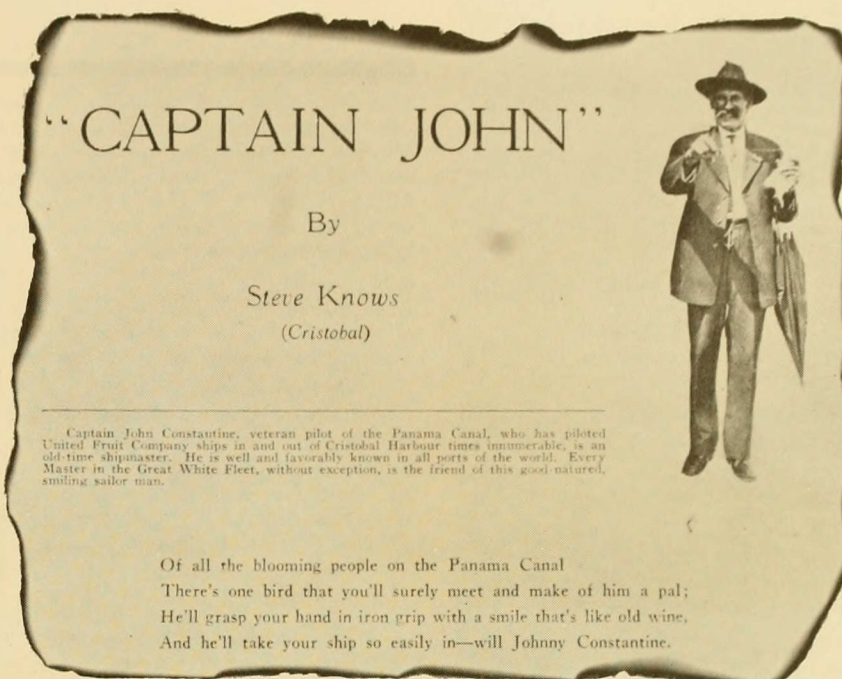 "CAPTAIN JOHN"
By
Steve Knows
(Cristobal)
Captain John Constantine, veteran pilot of the Panama Canal, who has piloted
United Fruit Company ships in and out of Cristobal Harbour times innumerable, is an
old-time shipmaster. He is well and favorably known in all ports of the world. Every
Master in the Great White Fleet, without exception, is the friend of this good-natured,
smiling sailor man.
Of all the blooming people on the Panama Canal
There's one bird that you'll surely meet and make of him a pal;
He'll grasp your hand in iron grip with a smile that's like old wine,
And he'll take your ship so easily in—will Johnny Constantine.